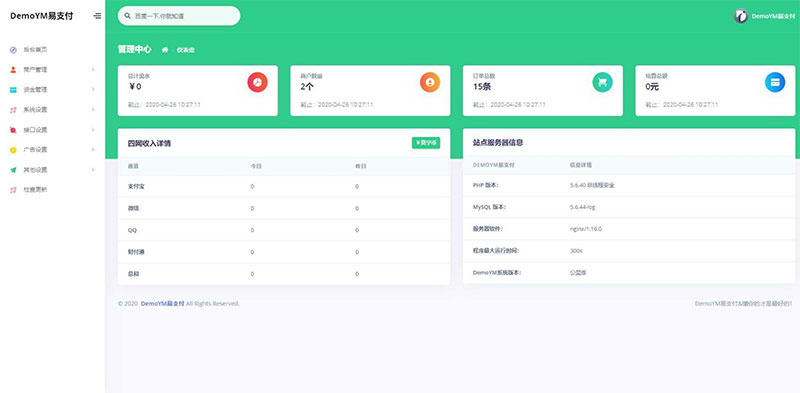 DemoYM易支付
百度一下,你就知道
DemoYM易支付
后台首页
商户管理
资金管理
系统设置
接口设置
广告设置
其他设置
检查更新
管理中心
仪表盘
总计流水
¥0
截止：2020-04-26 10:27:11
商户数量
2个
截止：2020-04-26 10:27:11
订单总数
15条
截止：2020-04-26 10:27:11
结算总额
0元
截止：2020-04-26 10:27:11
四网收入详情
通道 今日 昨日
支付宝 0 0
微信 0 0
QQ 0 0
财付通 0 0
总和 0 0
站点服务器信息
DEMOYM易支付 信息详情
PHP 版本： 5.6.40 非线程安全
MySQL 版本： 5.6.44-log
服务器软件： nginx/1.16.0
程序最大运行时间： 300s
DemoYM系统版本： 公益版
© 2020 DemoYM易支付 All Rights Reserved.
DemoYM易支付&懂你的才是最好的！